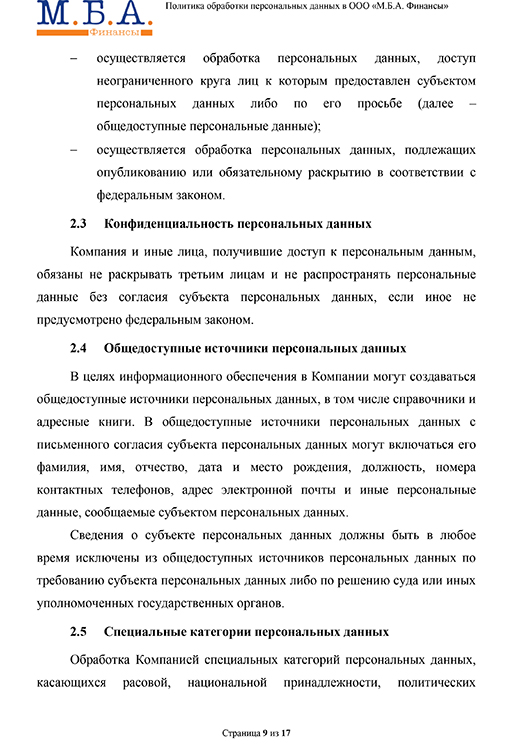 М.Б.А.
Финансы
Политика обработки персональных данных в ООО «М.Б.А. Финансы»
– осуществляется обработка персональных данных, доступ
неограниченного круга лиц к которым предоставлен субъектом
персональных данных либо по его просьбе (далее –
общедоступные персональные данные);
– осуществляется обработка персональных данных, подлежащих
опубликованию или обязательному раскрытию в соответствии с
федеральным законом.
2.3 Конфиденциальность персональных данных
Компания и иные лица, получившие доступ к персональным данным,
обязаны не раскрывать третьим лицам и не распространять персональные
данные без согласия субъекта персональных данных, если иное не
предусмотрено федеральным законом.
2.4 Общедоступные источники персональных данных
В целях информационного обеспечения в Компании могут создаваться
общедоступные источники персональных данных, в том числе справочники и
адресные книги. В общедоступные источники персональных данных с
письменного согласия субъекта персональных данных могут включаться его
фамилия, имя, отчество, дата и место рождения, должность, номера
контактных телефонов, адрес электронной почты и иные персональные
данные, сообщаемые субъектом персональных данных.
Сведения о субъекте персональных данных должны быть в любое
время исключены из общедоступных источников персональных данных по
требованию субъекта персональных данных либо по решению суда или иных
уполномоченных государственных органов.
2.5 Специальные категории персональных данных
Обработка Компанией специальных категорий персональных данных,
касающихся расовой, национальной принадлежности, политических
Страница 9 из 17